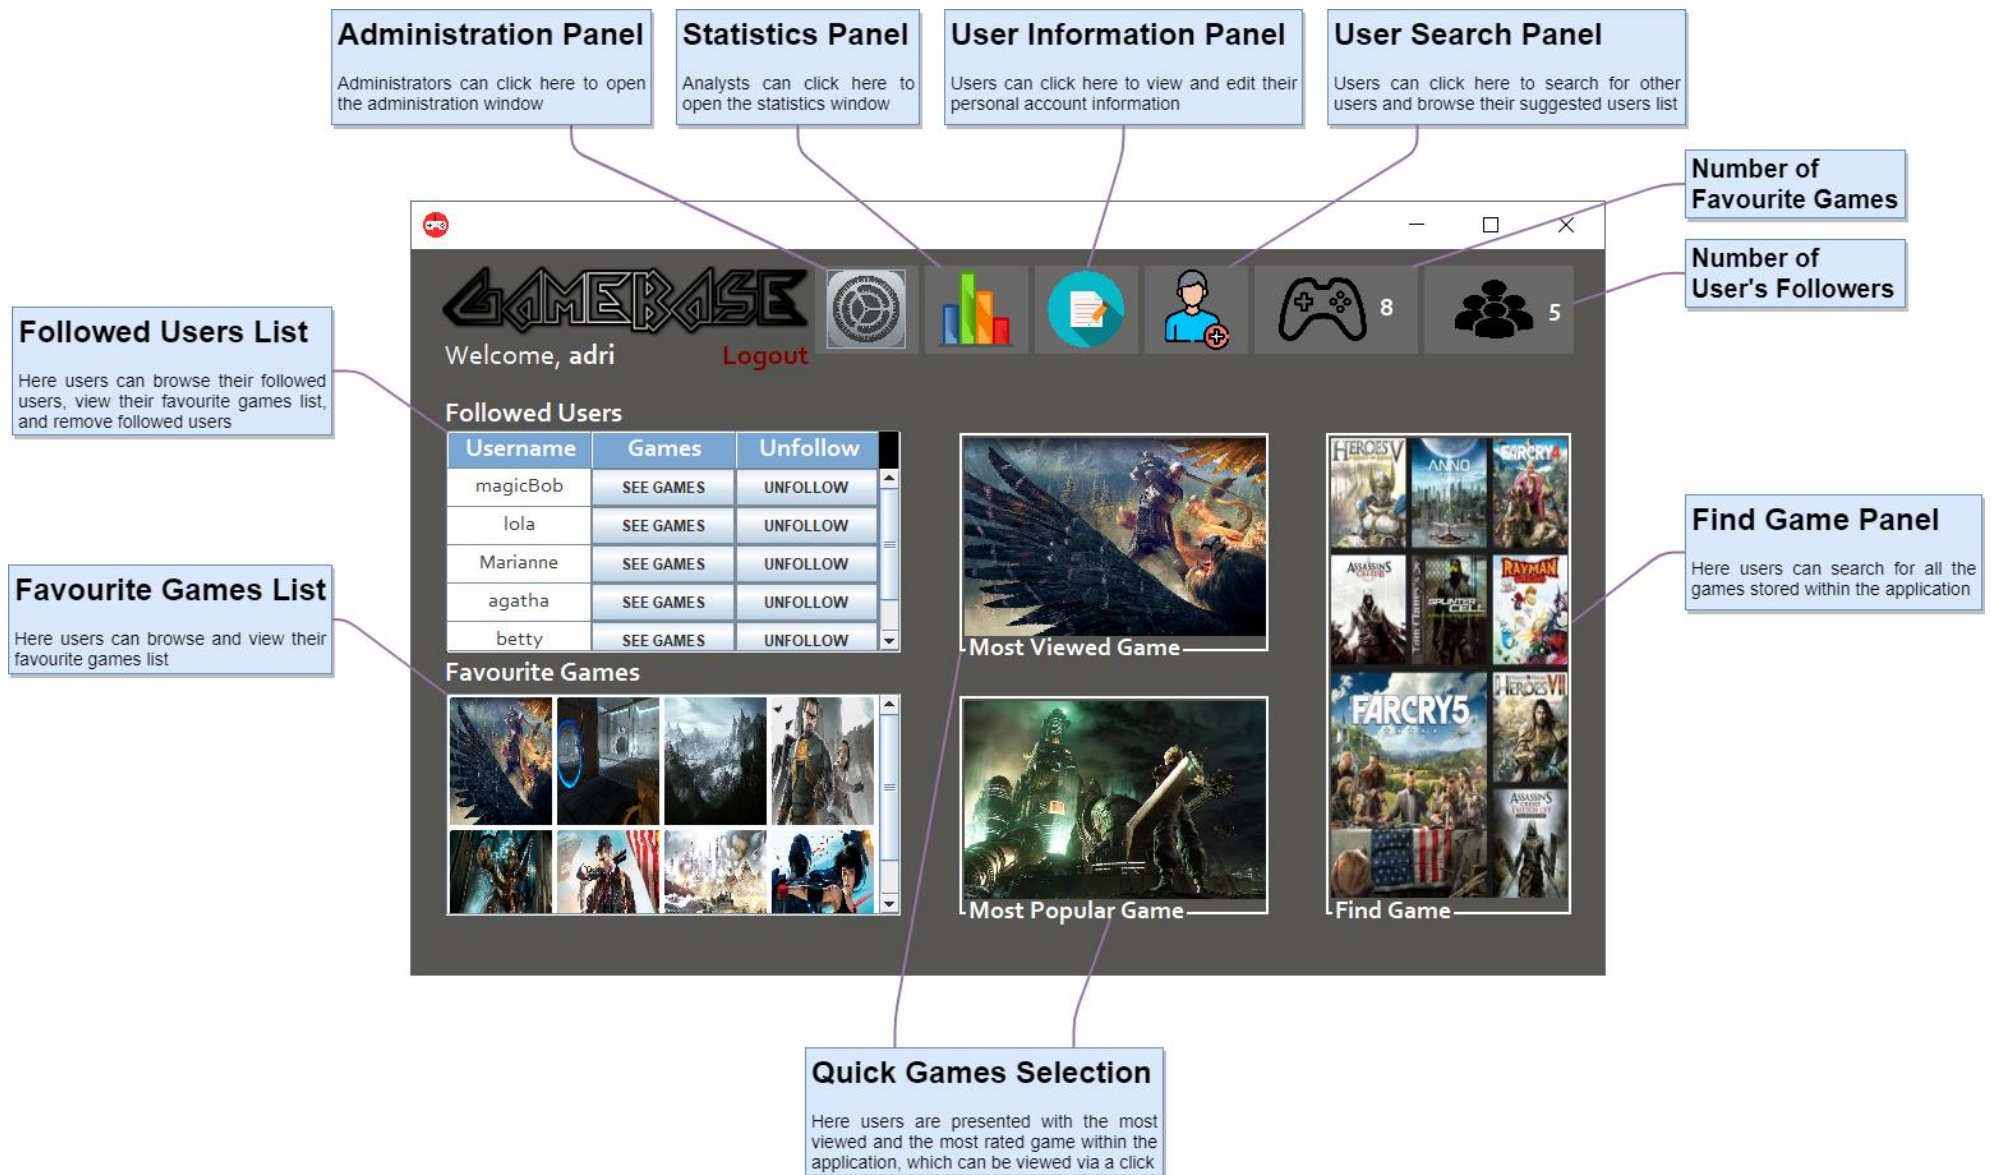 Administration Panel
Administrators can click here to open
the administration window
Statistics Panel
Analysts can click here to
open the statistics window
User Information Panel
Users can click here to view and edit their
personal account information
User Search Panel
Users can click here to search for other
users and browse their suggested users list
Number of
Favourite Games
Number of
User's Followers
GAMEBASE
8
5
Welcome, adri
Logout
Followed Users List
Here users can browse their followed
users, view their favourite games list,
and remove followed users
Followed Users
Username Games Unfollow
magicBob SEE GAMES UNFOLLOW
lola SEE GAMES UNFOLLOW
Marianne SEE GAMES UNFOLLOW
agatha SEE GAMES UNFOLLOW
betty SEE GAMES UNFOLLOW
Favourite Games List
Here users can browse and view their
favourite games list
Favourite Games
Most Viewed Game
Most Popular Game
HEROES V
ANNO
FARCRY 4
ASSASSINS
CREED II
SPLINTER
CELL
RAYMAN
FARCRY5
HEROES VII
ASSASSINS
CREED
Find Game
Find Game Panel
Here users can search for all the
games stored within the application
Quick Games Selection
Here users are presented with the most
viewed and the most rated game within the
application, which can be viewed via a click